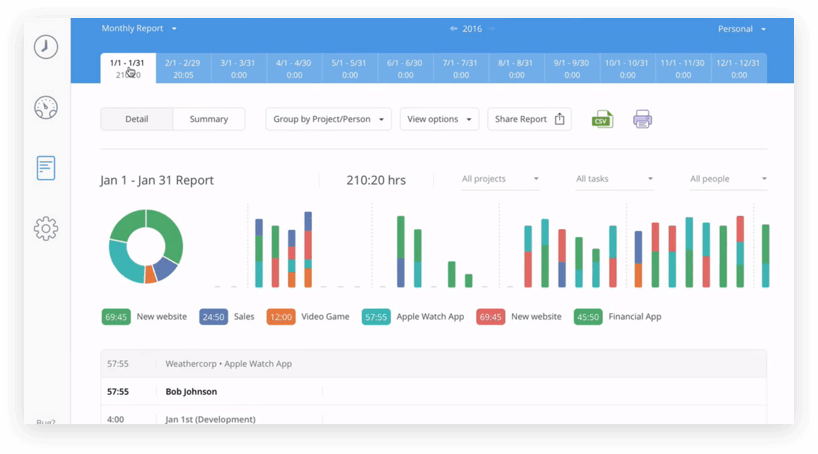 Monthly Report
2016
Personal
1/1 - 1/31 2/1 - 2/29 3/1 - 3/31 4/1 - 4/30 5/1 - 5/31 6/1 - 6/30 7/1 - 7/31 8/1 - 8/31 9/1 - 9/30 10/1 - 10/31 11/1 - 11/30 12/1 - 12/31
20:05 0:00 0:00 0:00 0:00 0:00 0:00 0:00 0:00 0:00 0:00
Detail Summary Group by Project/Person View options Share Report CSV
Jan 1 - Jan 31 Report 210:20 hrs All projects All tasks All people
69:45 New website 24:50 Sales 12:00 Video Game 57:55 Apple Watch App 69:45 New website 45:50 Financial App
57:55 Weathercorp • Apple Watch App
57:55 Bob Johnson
4:00 Jan 1st (Development)